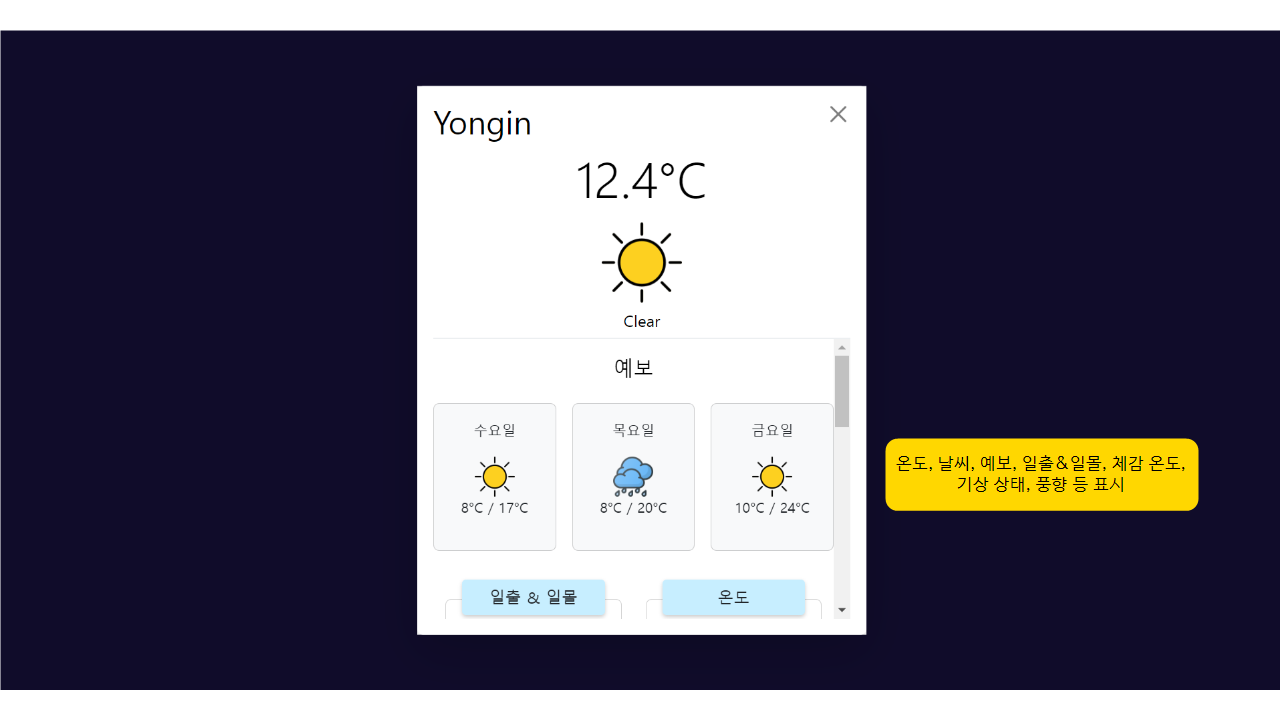 Yongin
12.4°C
Clear
예보
수요일
8°C / 17°C
목요일
8°C / 20°C
금요일
10°C / 24°C
일출 & 일몰
온도
온도, 날씨, 예보, 일출&일몰, 체감 온도,
기상 상태, 풍향 등 표시